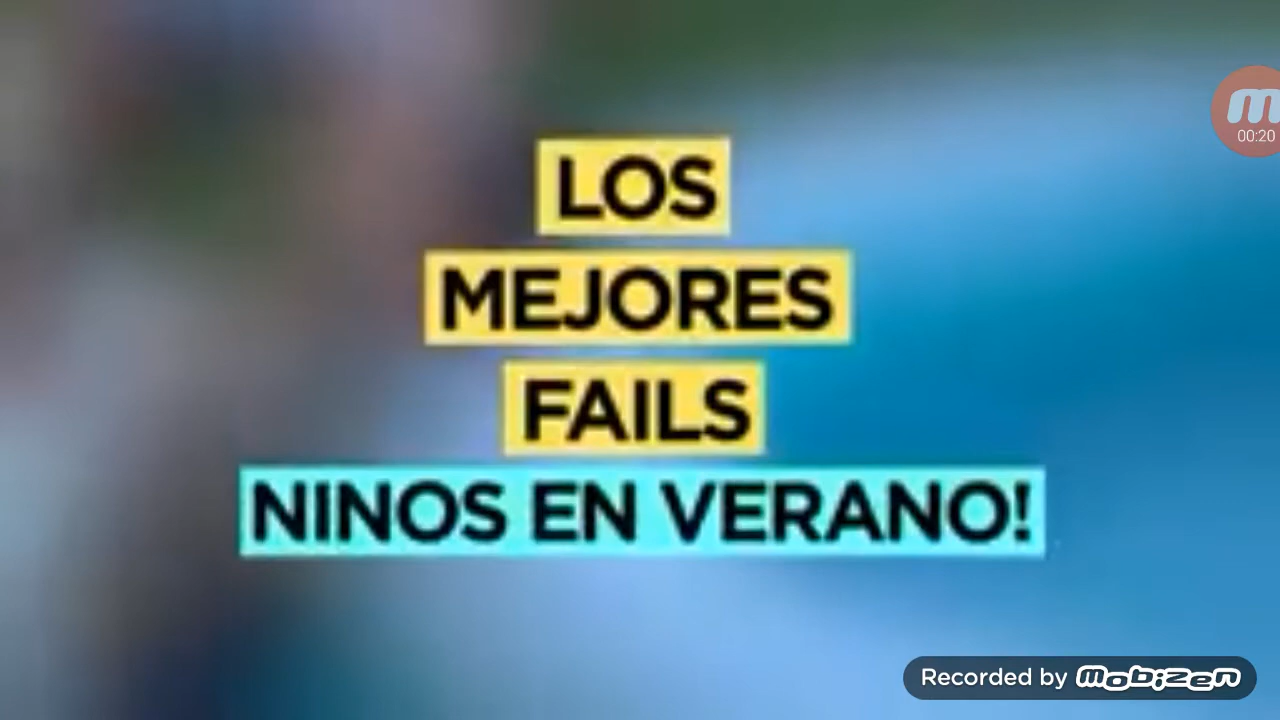 LOS
MEJORES
FAILS
NINOS EN VERANO!
m
00:20
Recorded by mobizen